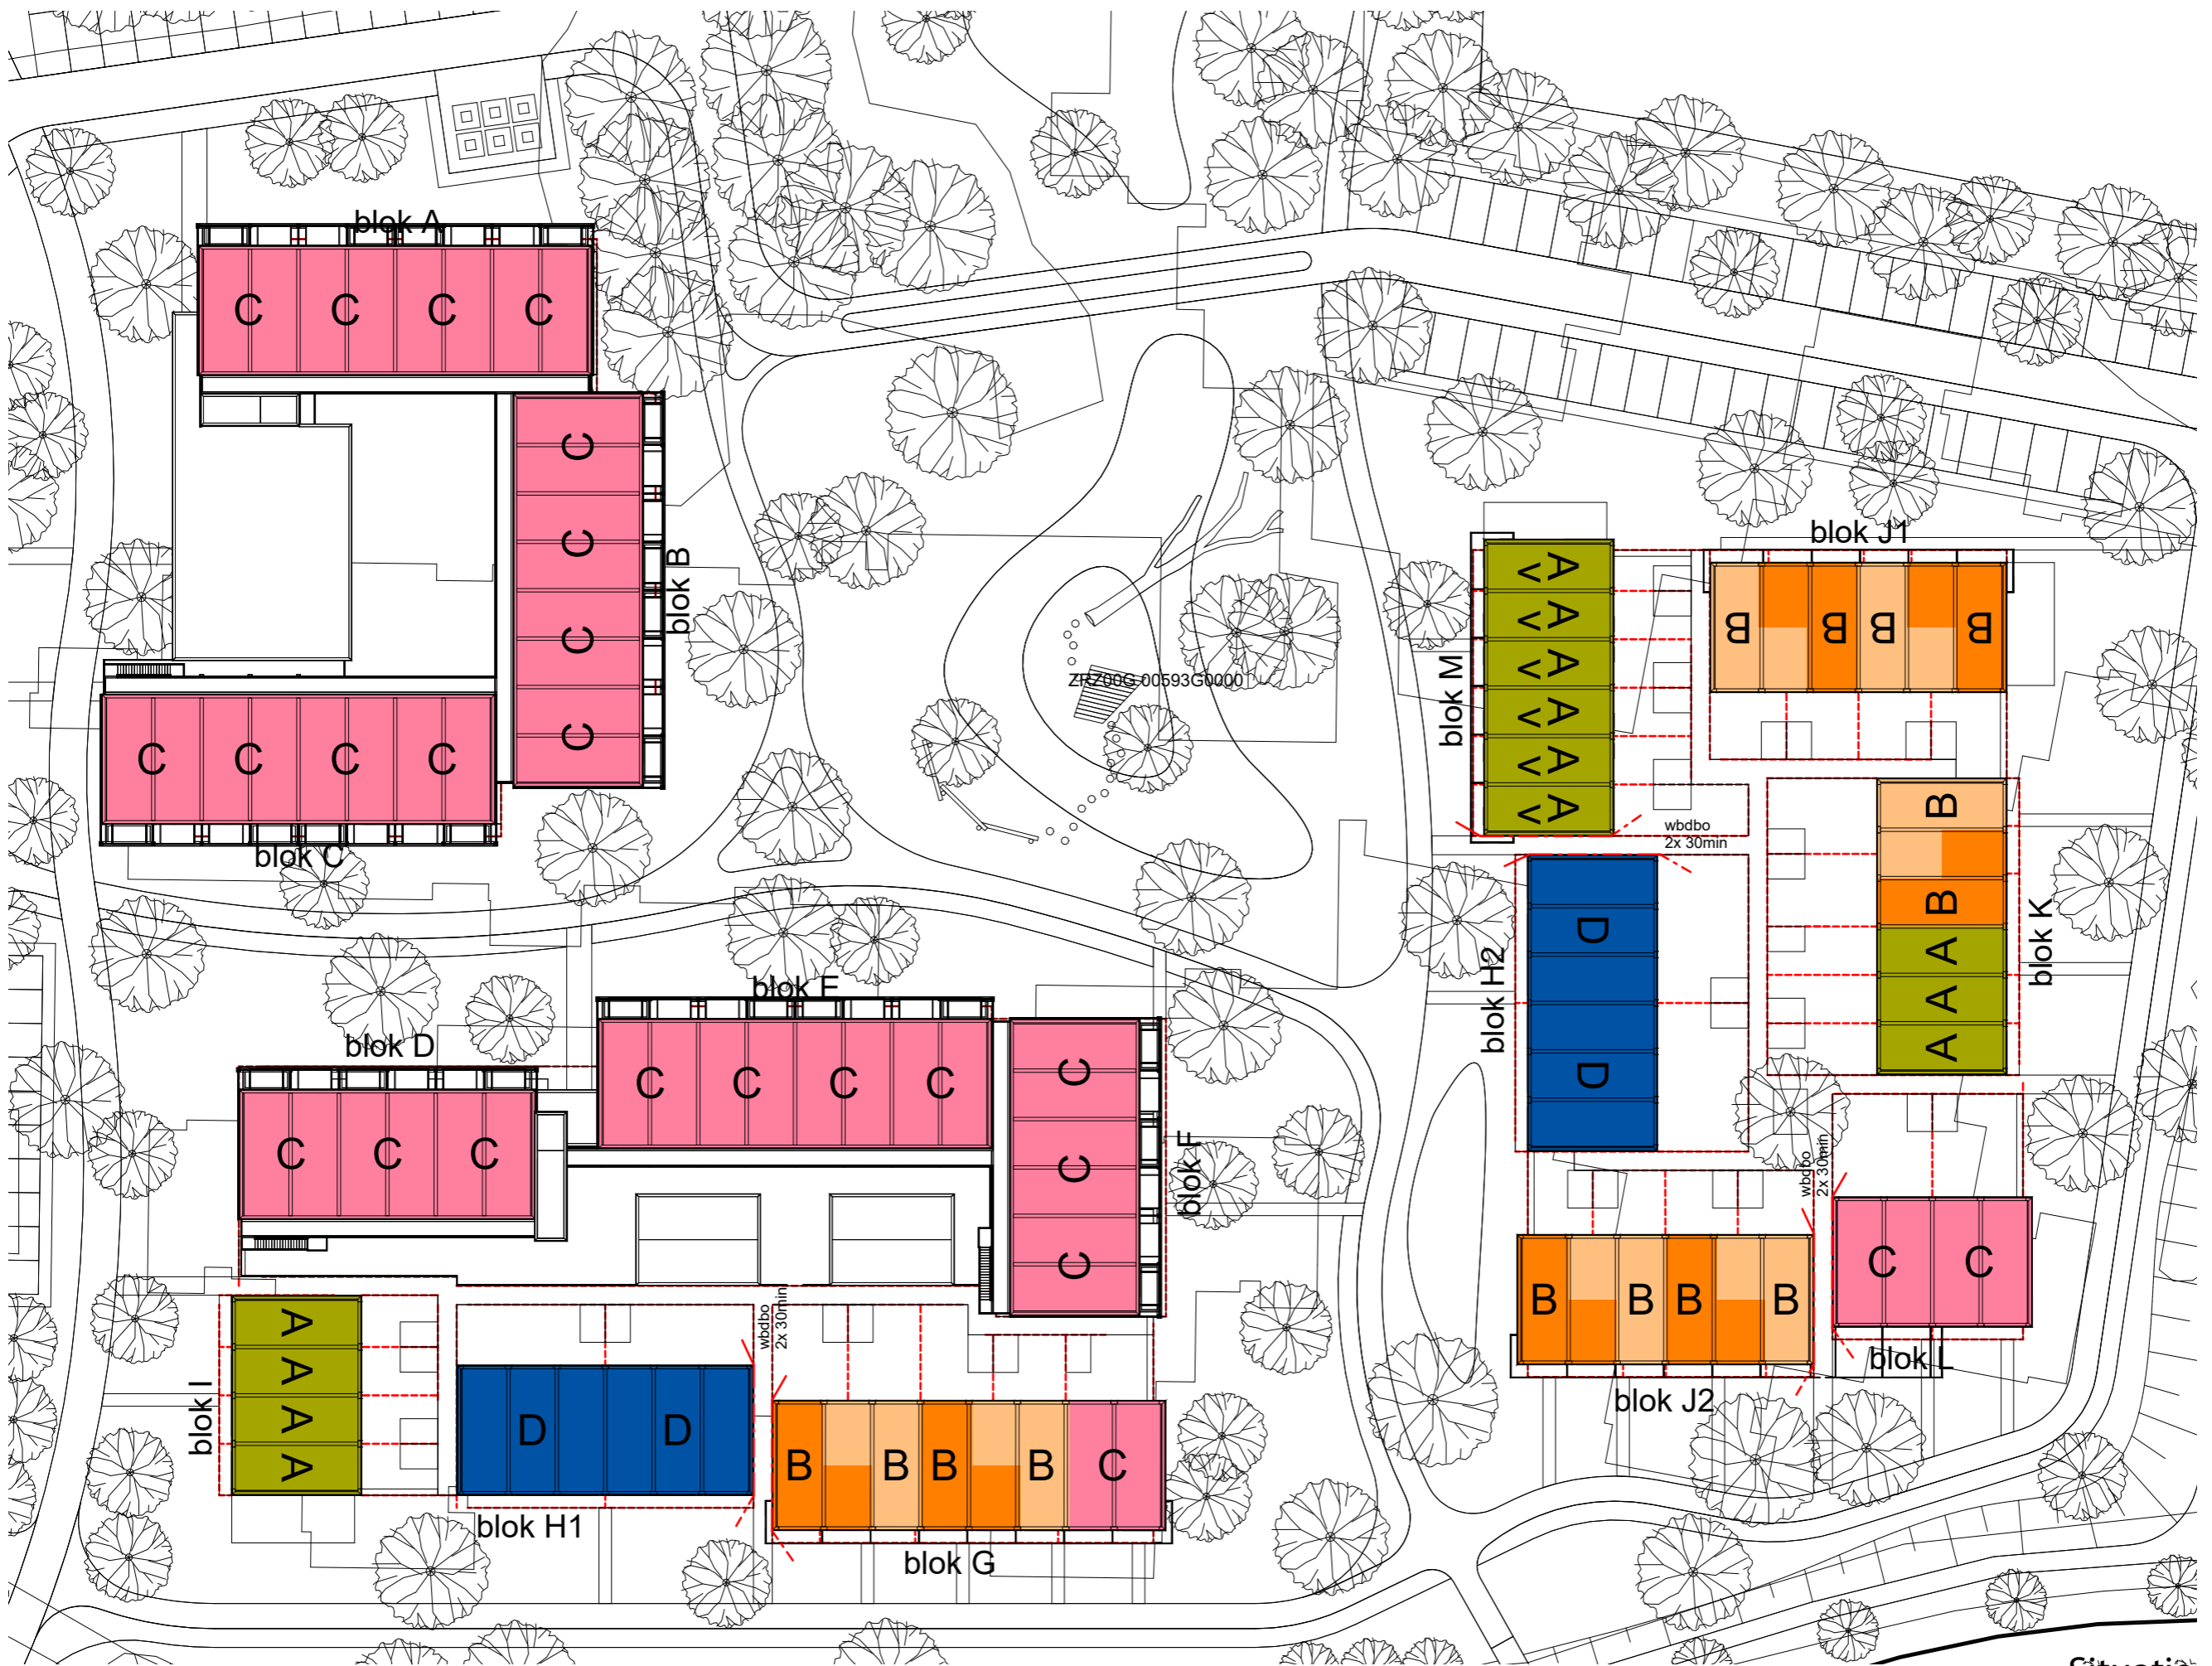 blok A
C C C C
C
C
C
C
blok B
C C C C
blok C
ZRZ00G 00593G0000
blok M
A v
A v
A v
A v
A v
A v
blok J1
B B B B
wbdbo
2x 30min
B
B
A
A
A
blok K
blok H2
D
D
blok D
C C C
blok E
C C C C
C
C
C
blok F
wbdbo
2x 30min
B B B B
blok J2
C C
blok L
A
A
A
A
blok I
D D
blok H1
wbdbo
2x 30min
B B B B C
blok G